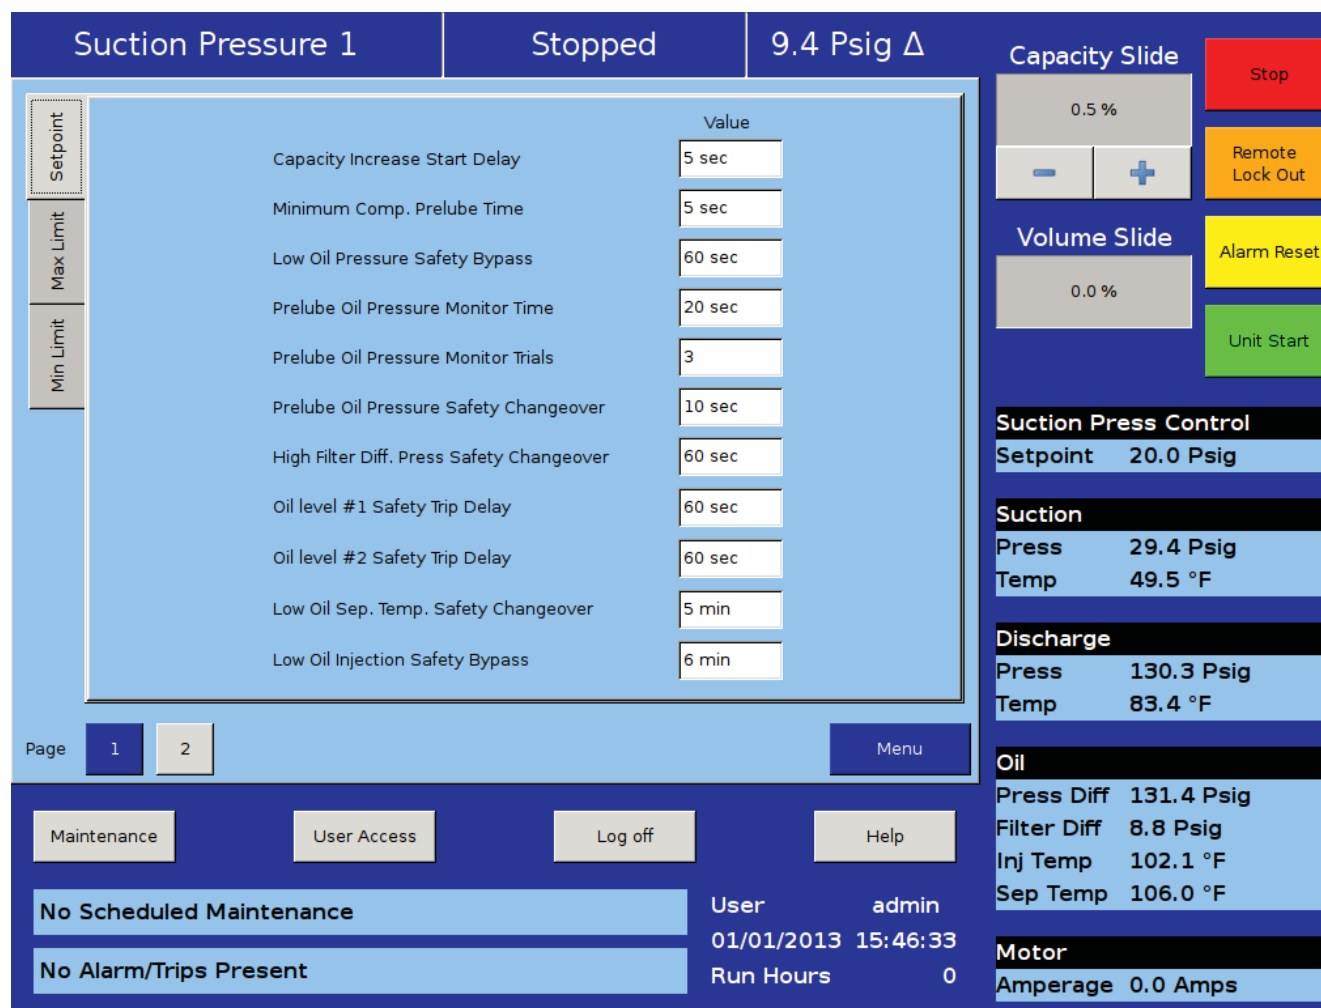 Suction Pressure 1
Stopped
9.4 Psig Δ
Setpoint
Max Limit
Min Limit
Value
Capacity Increase Start Delay 5 sec
Minimum Comp. Prelube Time 5 sec
Low Oil Pressure Safety Bypass 60 sec
Prelube Oil Pressure Monitor Time 20 sec
Prelube Oil Pressure Monitor Trials 3
Prelube Oil Pressure Safety Changeover 10 sec
High Filter Diff. Press Safety Changeover 60 sec
Oil level #1 Safety Trip Delay 60 sec
Oil level #2 Safety Trip Delay 60 sec
Low Oil Sep. Temp. Safety Changeover 5 min
Low Oil Injection Safety Bypass 6 min
Page 1 2 Menu
Maintenance User Access Log off Help
No Scheduled Maintenance
No Alarm/Trips Present
User admin
01/01/2013 15:46:33
Run Hours 0
Capacity Slide
0.5 %
Volume Slide
0.0 %
Stop
Remote
Lock Out
Alarm Reset
Unit Start
Suction Press Control
Setpoint 20.0 Psig
Suction
Press 29.4 Psig
Temp 49.5 °F
Discharge
Press 130.3 Psig
Temp 83.4 °F
Oil
Press Diff 131.4 Psig
Filter Diff 8.8 Psig
Inj Temp 102.1 °F
Sep Temp 106.0 °F
Motor
Amperage 0.0 Amps